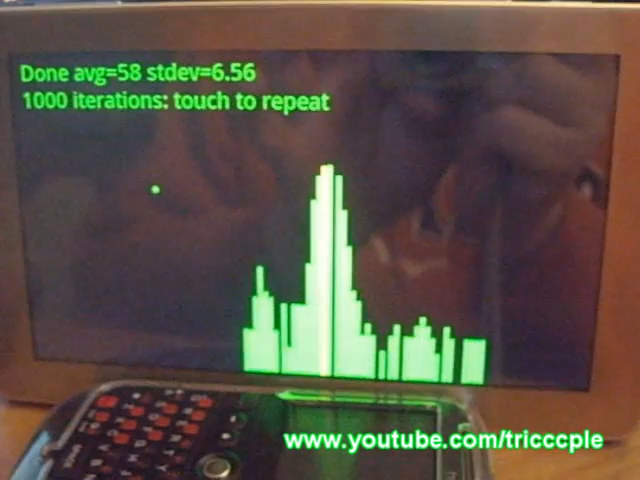 Done avg=58 stdev=6.56
1000 iterations: touch to repeat
www.youtube.com/tricccple